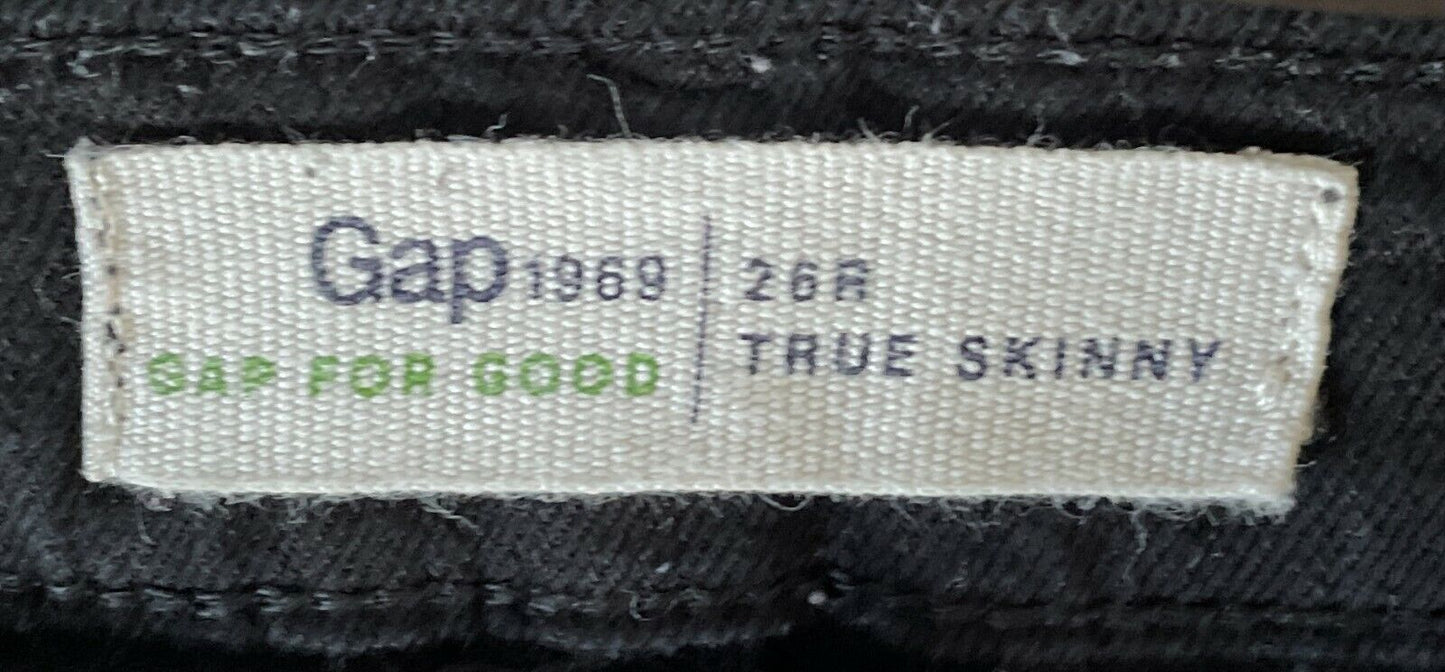 Gap 1969
GAP FOR GOOD
26R
TRUE SKINNY